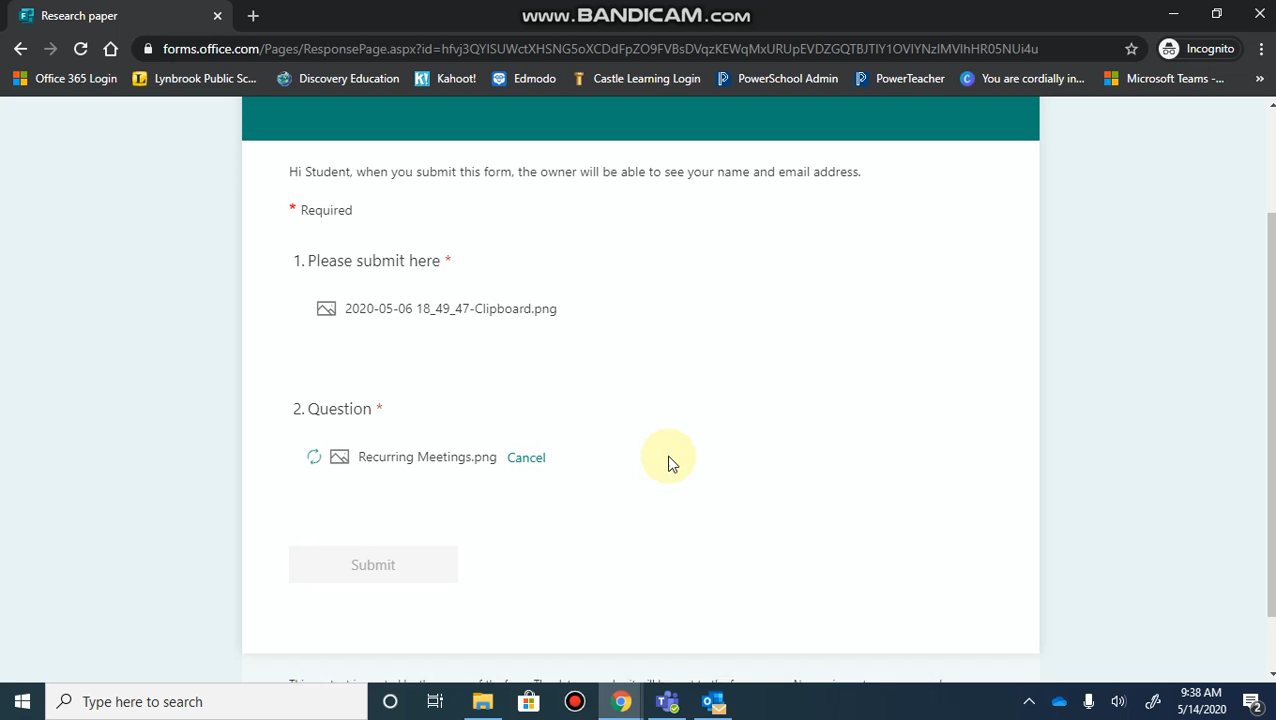 Research paper
www.BANDICAM.com
forms.office.com/Pages/ResponsePage.aspx?id=hfvj3QYISUWctXHSNG5oXCDdFpZO9FVBsDVqzKEWqMxURUpEVDZGQTBJTIY1OVIYNzlMVlhHR05NUi4u
Incognito
Office 365 Login
Lynbrook Public Sc...
Discovery Education
Kahoot!
Edmodo
Castle Learning Login
PowerSchool Admin
PowerTeacher
You are cordially in...
Microsoft Teams -...
Hi Student, when you submit this form, the owner will be able to see your name and email address.
* Required
1. Please submit here *
2020-05-06 18_49_47-Clipboard.png
2. Question *
Recurring Meetings.png Cancel
Submit
Type here to search
9:38 AM
5/14/2020
2